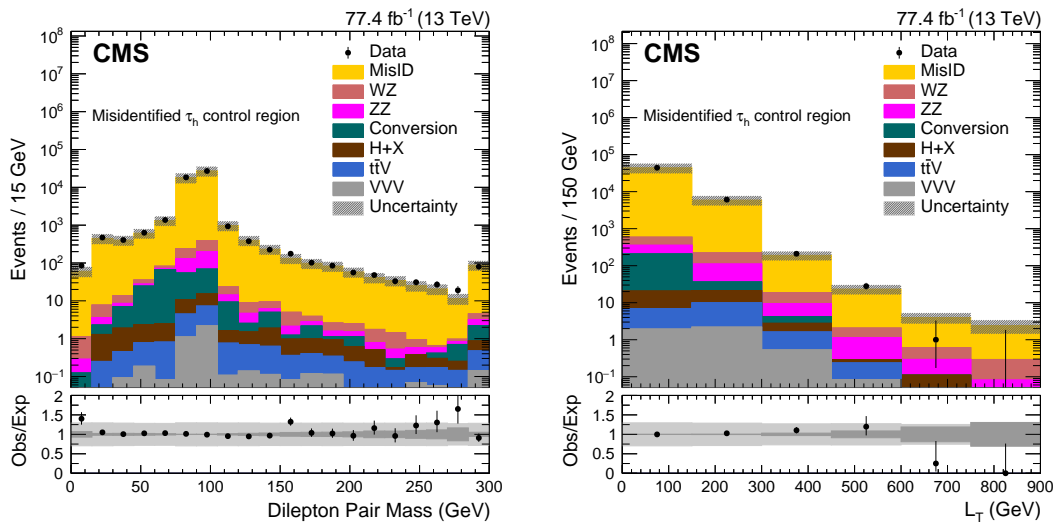 77.4 fb⁻¹ (13 TeV)
CMS
Data
MisID
WZ
ZZ
Conversion
H+X
tt̄V
VVV
Uncertainty
Misidentified τₕ control region
Events / 15 GeV
10⁸
10⁷
10⁶
10⁵
10⁴
10³
10²
10
1
10⁻¹
Obs/Exp
2
1.5
1
0.5
0
0 50 100 150 200 250 300
Dilepton Pair Mass (GeV)
77.4 fb⁻¹ (13 TeV)
CMS
Data
MisID
WZ
ZZ
Conversion
H+X
tt̄V
VVV
Uncertainty
Misidentified τₕ control region
Events / 150 GeV
10⁸
10⁷
10⁶
10⁵
10⁴
10³
10²
10
1
10⁻¹
Obs/Exp
2
1.5
1
0.5
0
0 100 200 300 400 500 600 700 800 900
L_T (GeV)